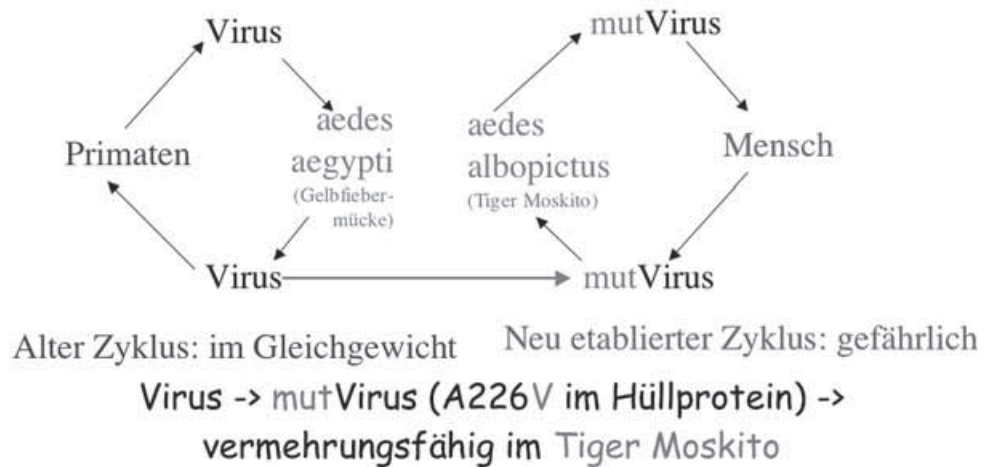 Virus
aedes
aegypti
(Gelbfieber-
mücke)
Primaten
Virus
mutVirus
aedes
albopictus
(Tiger Moskito)
Mensch
mutVirus
Alter Zyklus: im Gleichgewicht
Neu etablierter Zyklus: gefährlich
Virus -> mutVirus (A226V im Hüllprotein) ->
vermehrungsfähig im Tiger Moskito